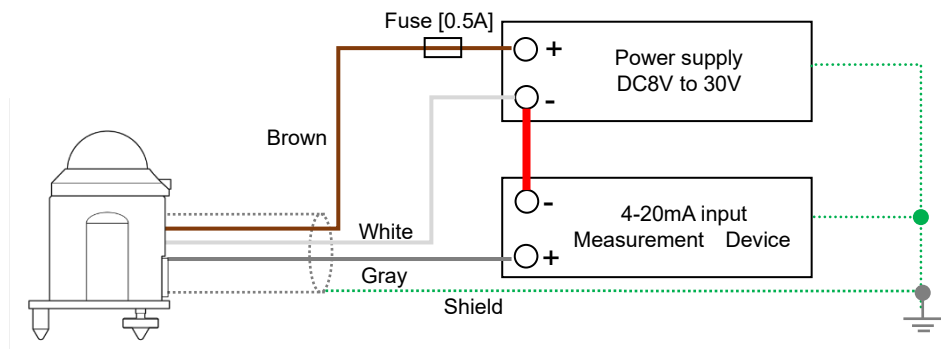 Fuse [0.5A]
+
Power supply
DC8V to 30V
-
Brown
-
4-20mA input
White
Measurement Device
+
Gray
Shield